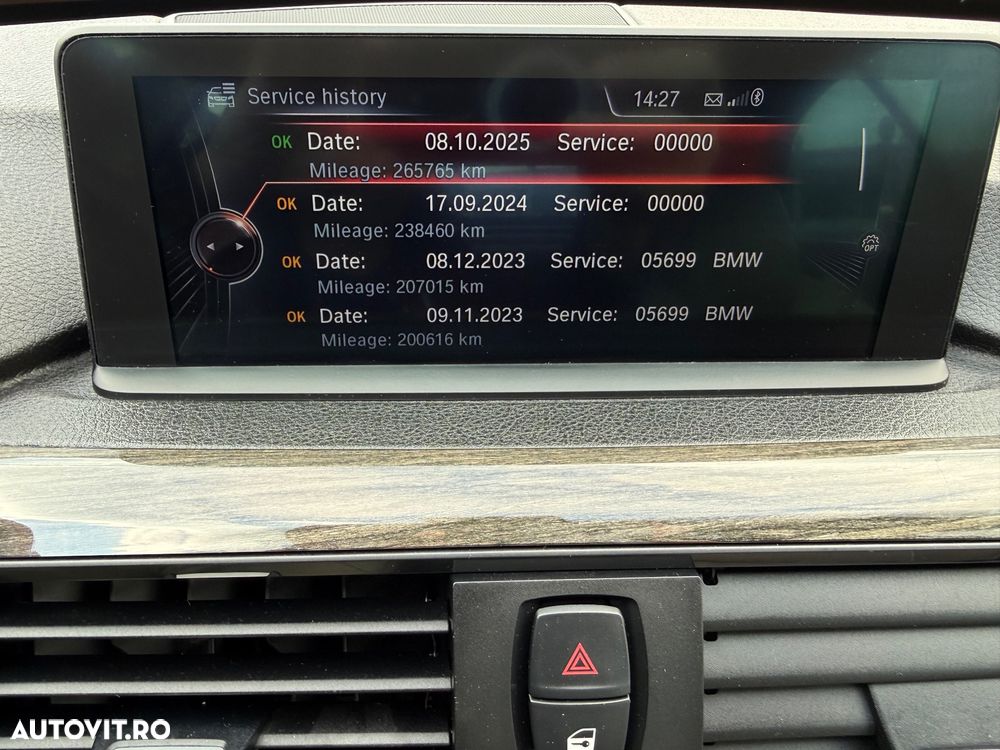 Service history 14:27
OK Date: 08.10.2025 Service: 00000
Mileage: 265765 km
OK Date: 17.09.2024 Service: 00000
Mileage: 238460 km
OK Date: 08.12.2023 Service: 05699 BMW
Mileage: 207015 km
OPT
OK Date: 09.11.2023 Service: 05699 BMW
Mileage: 200616 km
AUTOVIT.RO